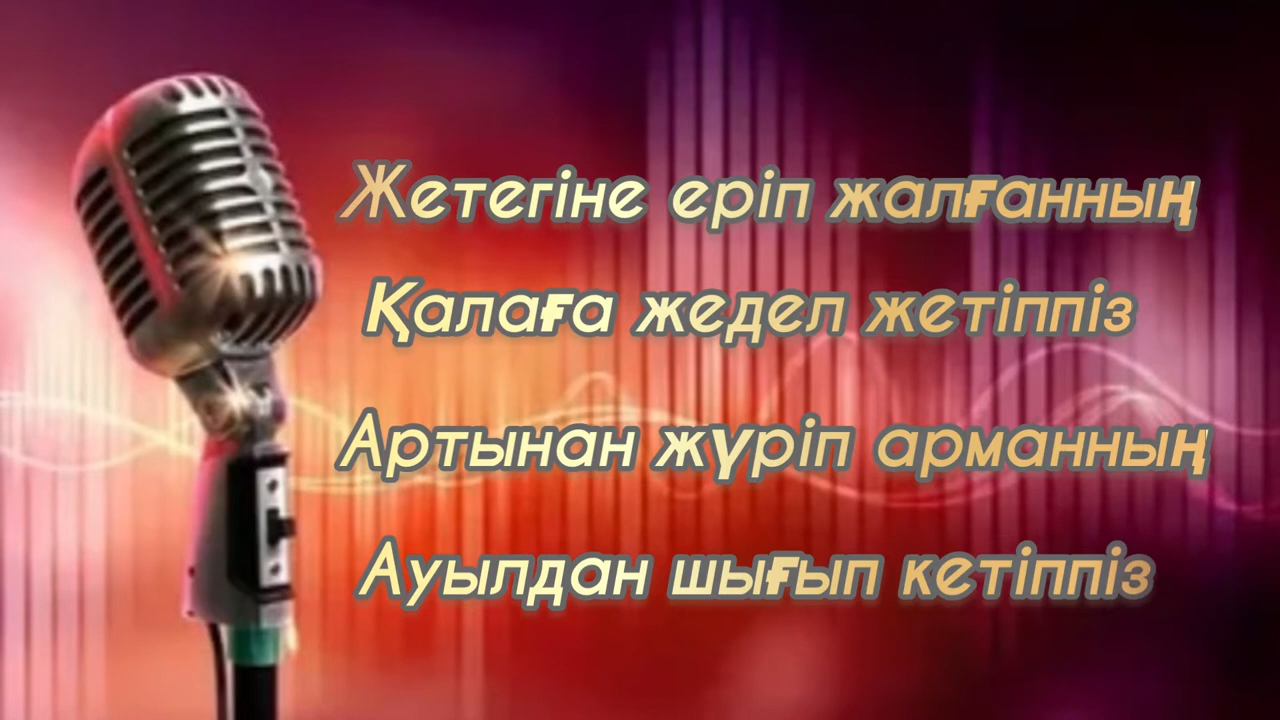 Жетегіне еріп жалғанның
Қалаға жедел жетіппіз
Артынан жүріп арманның
Ауылдан шығып кетіппіз